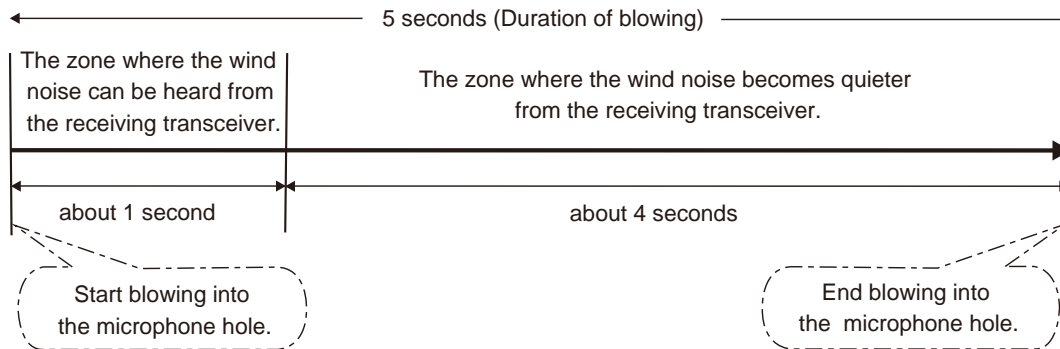 5 seconds (Duration of blowing)
The zone where the wind
noise can be heard from
the receiving transceiver.
The zone where the wind noise becomes quieter
from the receiving transceiver.
about 1 second
about 4 seconds
Start blowing into
the microphone hole.
End blowing into
the microphone hole.